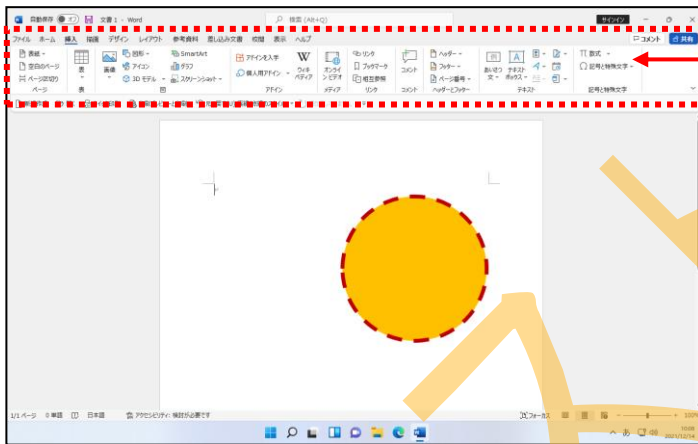 自動保存 オフ 文書 1 - Word 検索 (Alt+Q) サインイン
ファイル ホーム 挿入 描画 デザイン レイアウト 参考資料 差し込み文書 校閲 表示 ヘルプ コメント 共有
表紙 空白のページ ページ区切り
ページ
表
表
画像
図形 アイコン 3D モデル
SmartArt グラフ スクリーンショット
図
アドインを入手 個人用アドイン
ウィキペディア
アドイン
オンラインビデオ
メディア
リンク ブックマーク 相互参照
リンク
コメント
コメント
ヘッダー フッター ページ番号
ヘッダーとフッター
あいさつ文 テキストボックス
テキスト
数式 記号と特殊文字
記号と特殊文字
1/1 ページ 0 単語 日本語 アクセシビリティ: 検討が必要です フォーカス 100%
あ